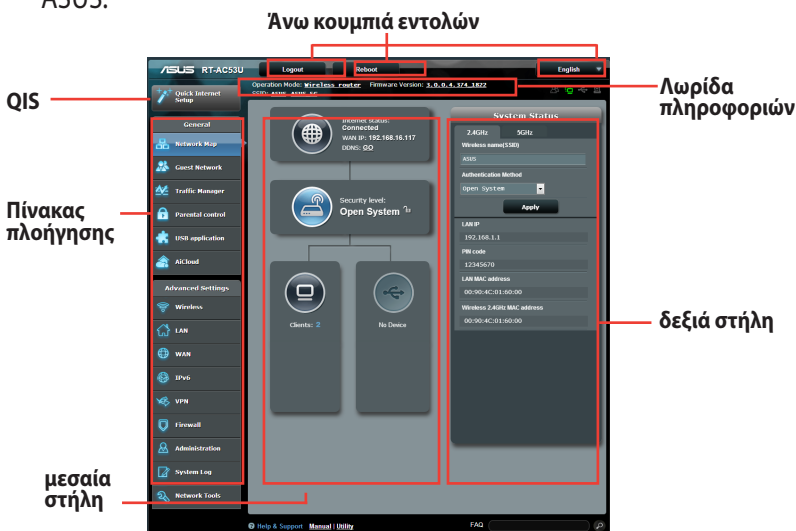 ASUS.
Άνω κουμπιά εντολών
ASUS RT-AC53U
Logout
Reboot
English
Operation Mode: Wireless router Firmware Version: 3.0.0.4.374_1822
SSID: ASUS ASUS_5G
Λωρίδα
πληροφοριών
QIS
Quick Internet
Setup
General
Network Map
Guest Network
Traffic Manager
Parental control
USB application
AiCloud
Πίνακας
πλοήγησης
Advanced Settings
Wireless
LAN
WAN
IPv6
VPN
Firewall
Administration
System Log
Network Tools
μεσαία
στήλη
Internet status:
Connected
WAN IP: 192.168.16.117
DDNS: GO
Security level:
Open System
Clients: 2
No Device
System Status
2.4GHz
5GHz
Wireless name(SSID)
ASUS
Authentication Method
Open System
Apply
LAN IP
192.168.1.1
PIN code
12345670
LAN MAC address
00:90:4C:01:60:00
Wireless 2.4GHz MAC address
00:90:4C:01:60:00
δεξιά στήλη
Help & Support Manual | Utility
FAQ